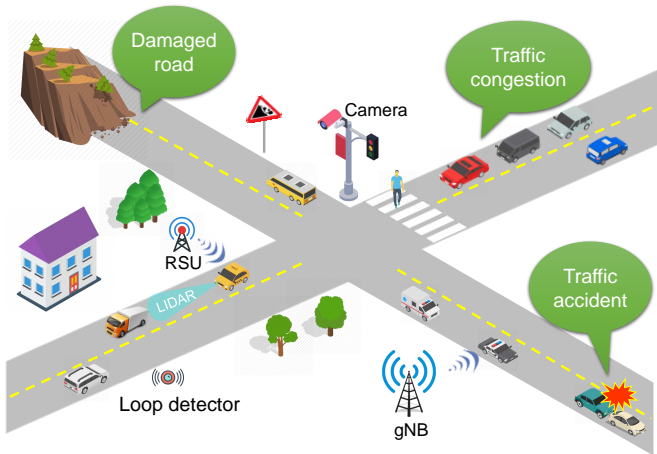 Damaged
road
Traffic
congestion
Camera
RSU
LIDAR
Traffic
accident
Loop detector
gNB